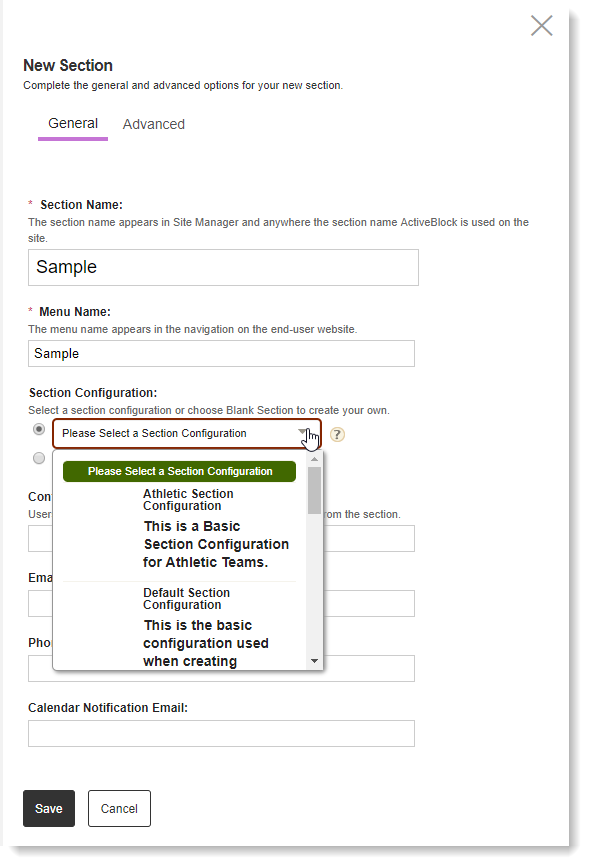 New Section
Complete the general and advanced options for your new section.
General Advanced
* Section Name:
The section name appears in Site Manager and anywhere the section name ActiveBlock is used on the
site.
Sample
* Menu Name:
The menu name appears in the navigation on the end-user website.
Sample
Section Configuration:
Select a section configuration or choose Blank Section to create your own.
Please Select a Section Configuration ?
Please Select a Section Configuration
Athletic Section
Configuration
Con
User rom the section.
This is a Basic
Section Configuration
for Athletic Teams.
Ema
Default Section
Configuration
This is the basic
Pho
configuration used
when creating
Calendar Notification Email:
Save Cancel